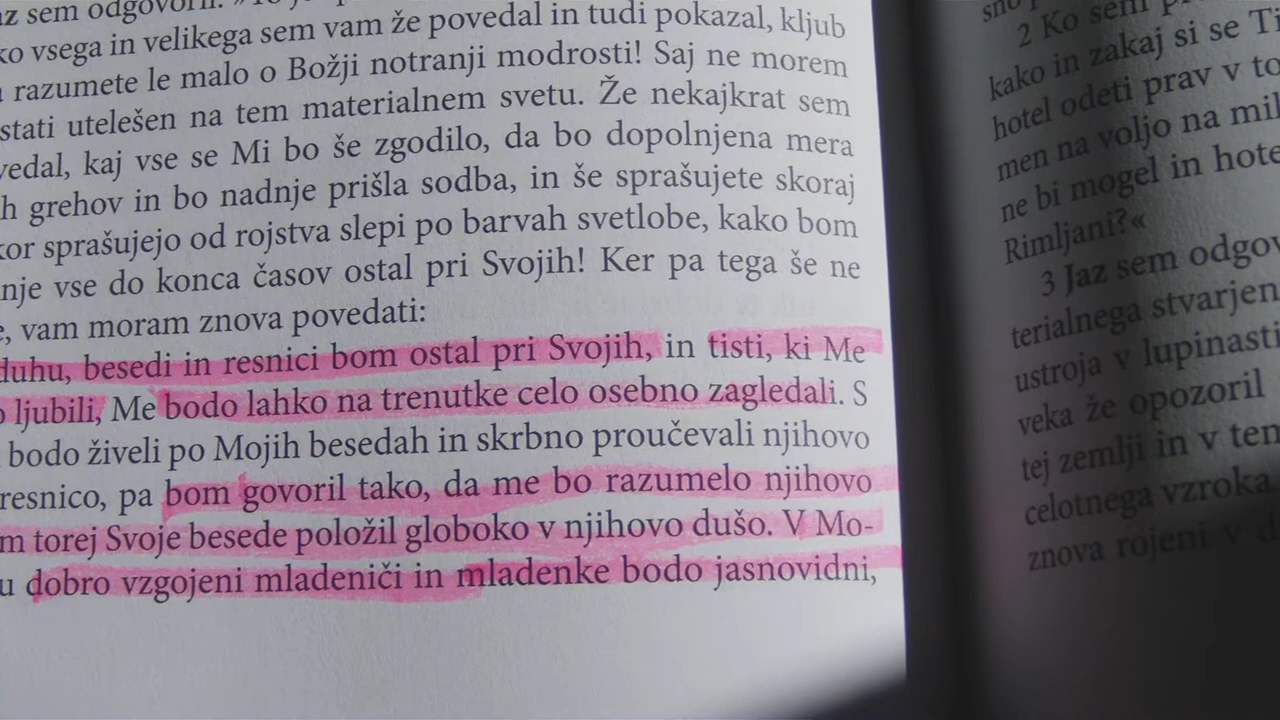 sem odgovoril:
vsega in velikega sem vam že povedal in tudi pokazal, kljub
razumete le malo o Božji notranji modrosti! Saj ne morem
stati utelešen na tem materialnem svetu. Že nekajkrat sem
vedal, kaj vse se Mi bo še zgodilo, da bo dopolnjena mera
h grehov in bo nadnje prišla sodba, in še sprašujete skoraj
kor sprašujejo od rojstva slepi po barvah svetlobe, kako bom
nje vse do konca časov ostal pri Svojih! Ker pa tega še ne
e, vam moram znova povedati:
duhu, besedi in resnici bom ostal pri Svojih, in tisti, ki Me
o ljubili, Me bodo lahko na trenutke celo osebno zagledali. S
bodo živeli po Mojih besedah in skrbno proučevali njihovo
resnico, pa bom govoril tako, da me bo razumelo njihovo
m torej Svoje besede položil globoko v njihovo dušo. V Mo-
u dobro vzgojeni mladeniči in mladenke bodo jasnovidni,
2 Ko sem
kako in zakaj si se Ti
hotel odeti prav v to
men na voljo na mil
ne bi mogel in hote
Rimljani?«
3 Jaz sem odgov
terialnega stvarjen
ustroja v lupinasti
veka že opozoril
tej zemlji in v tem
celotnega vzroka,
znova rojeni v d